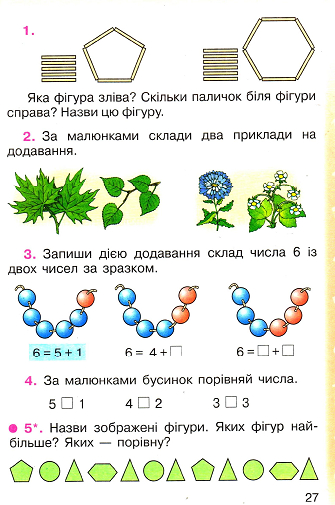 1.
Яка фігура зліва? Скільки паличок біля фігури
справа? Назви цю фігуру.
2. За малюнками склади два приклади на
додавання.
3. Запиши дією додавання склад числа 6 із
двох чисел за зразком.
6 = 5 + 1
6 = 4 + □
6 = □ + □
4. За малюнками бусинок порівняй числа.
5 □ 1
4 □ 2
3 □ 3
● 5*. Назви зображені фігури. Яких фігур най-
більше? Яких — порівну?
27